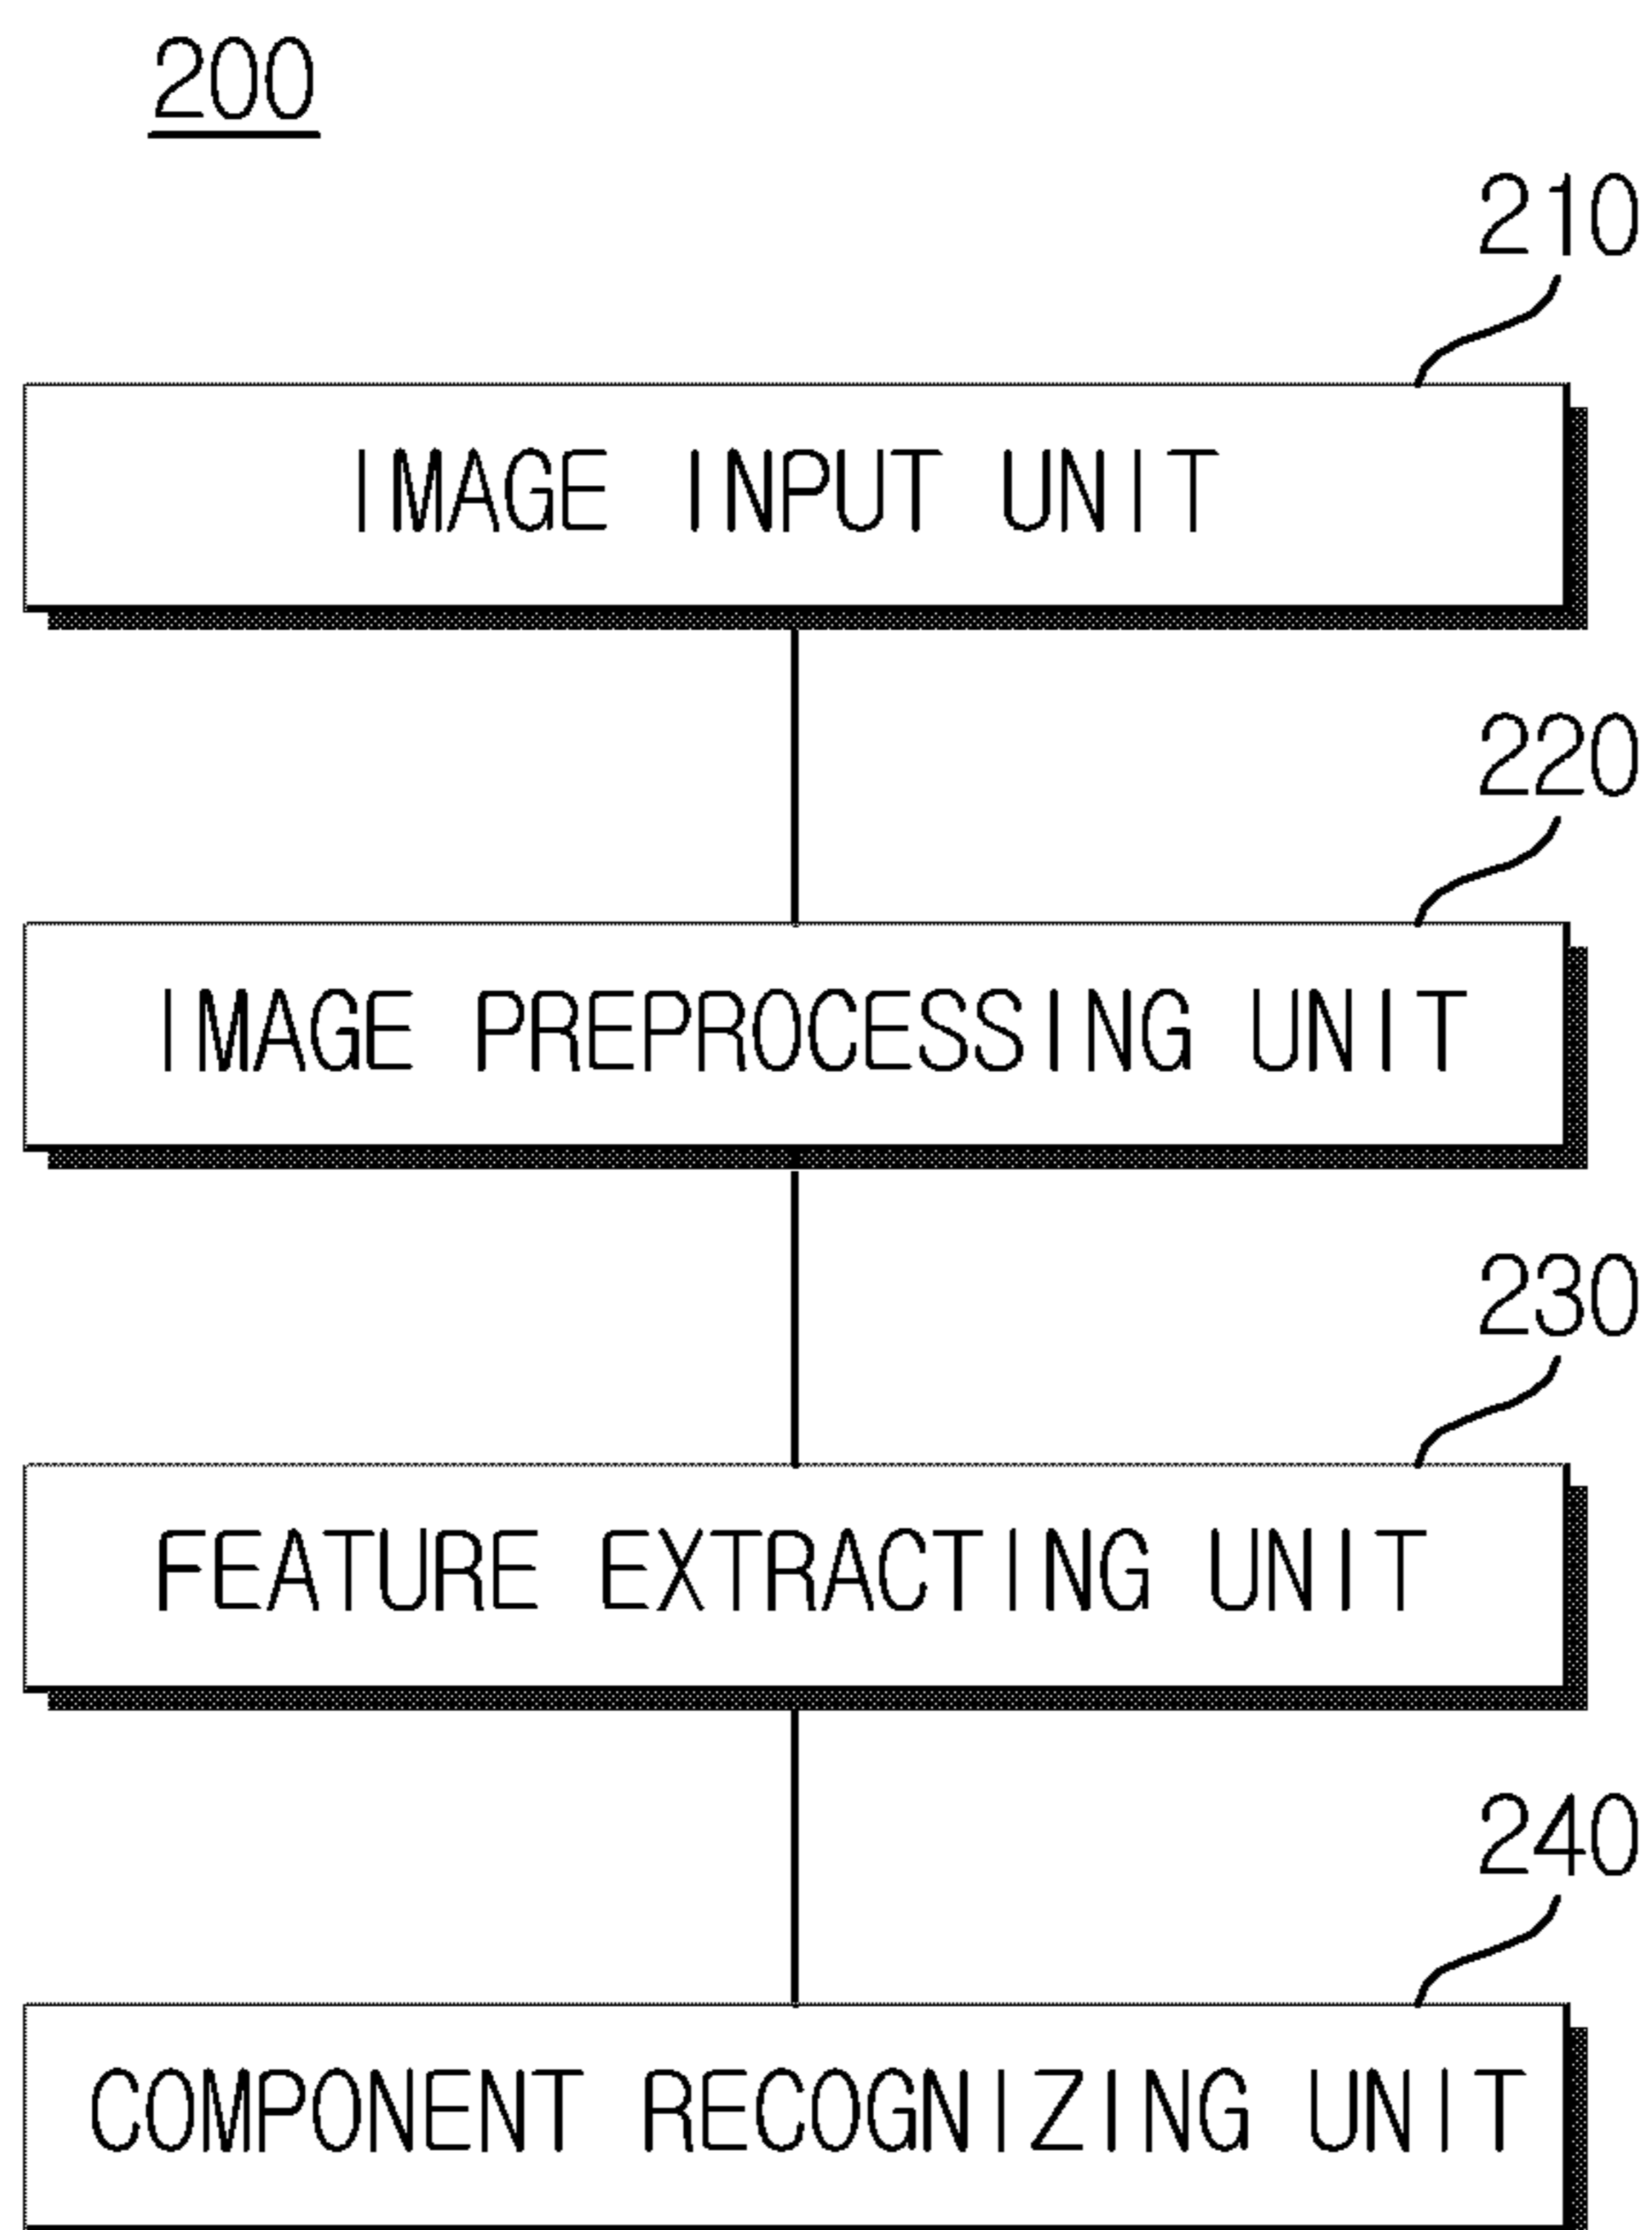 200
210
IMAGE INPUT UNIT
220
IMAGE PREPROCESSING UNIT
230
FEATURE EXTRACTING UNIT
240
COMPONENT RECOGNIZING UNIT